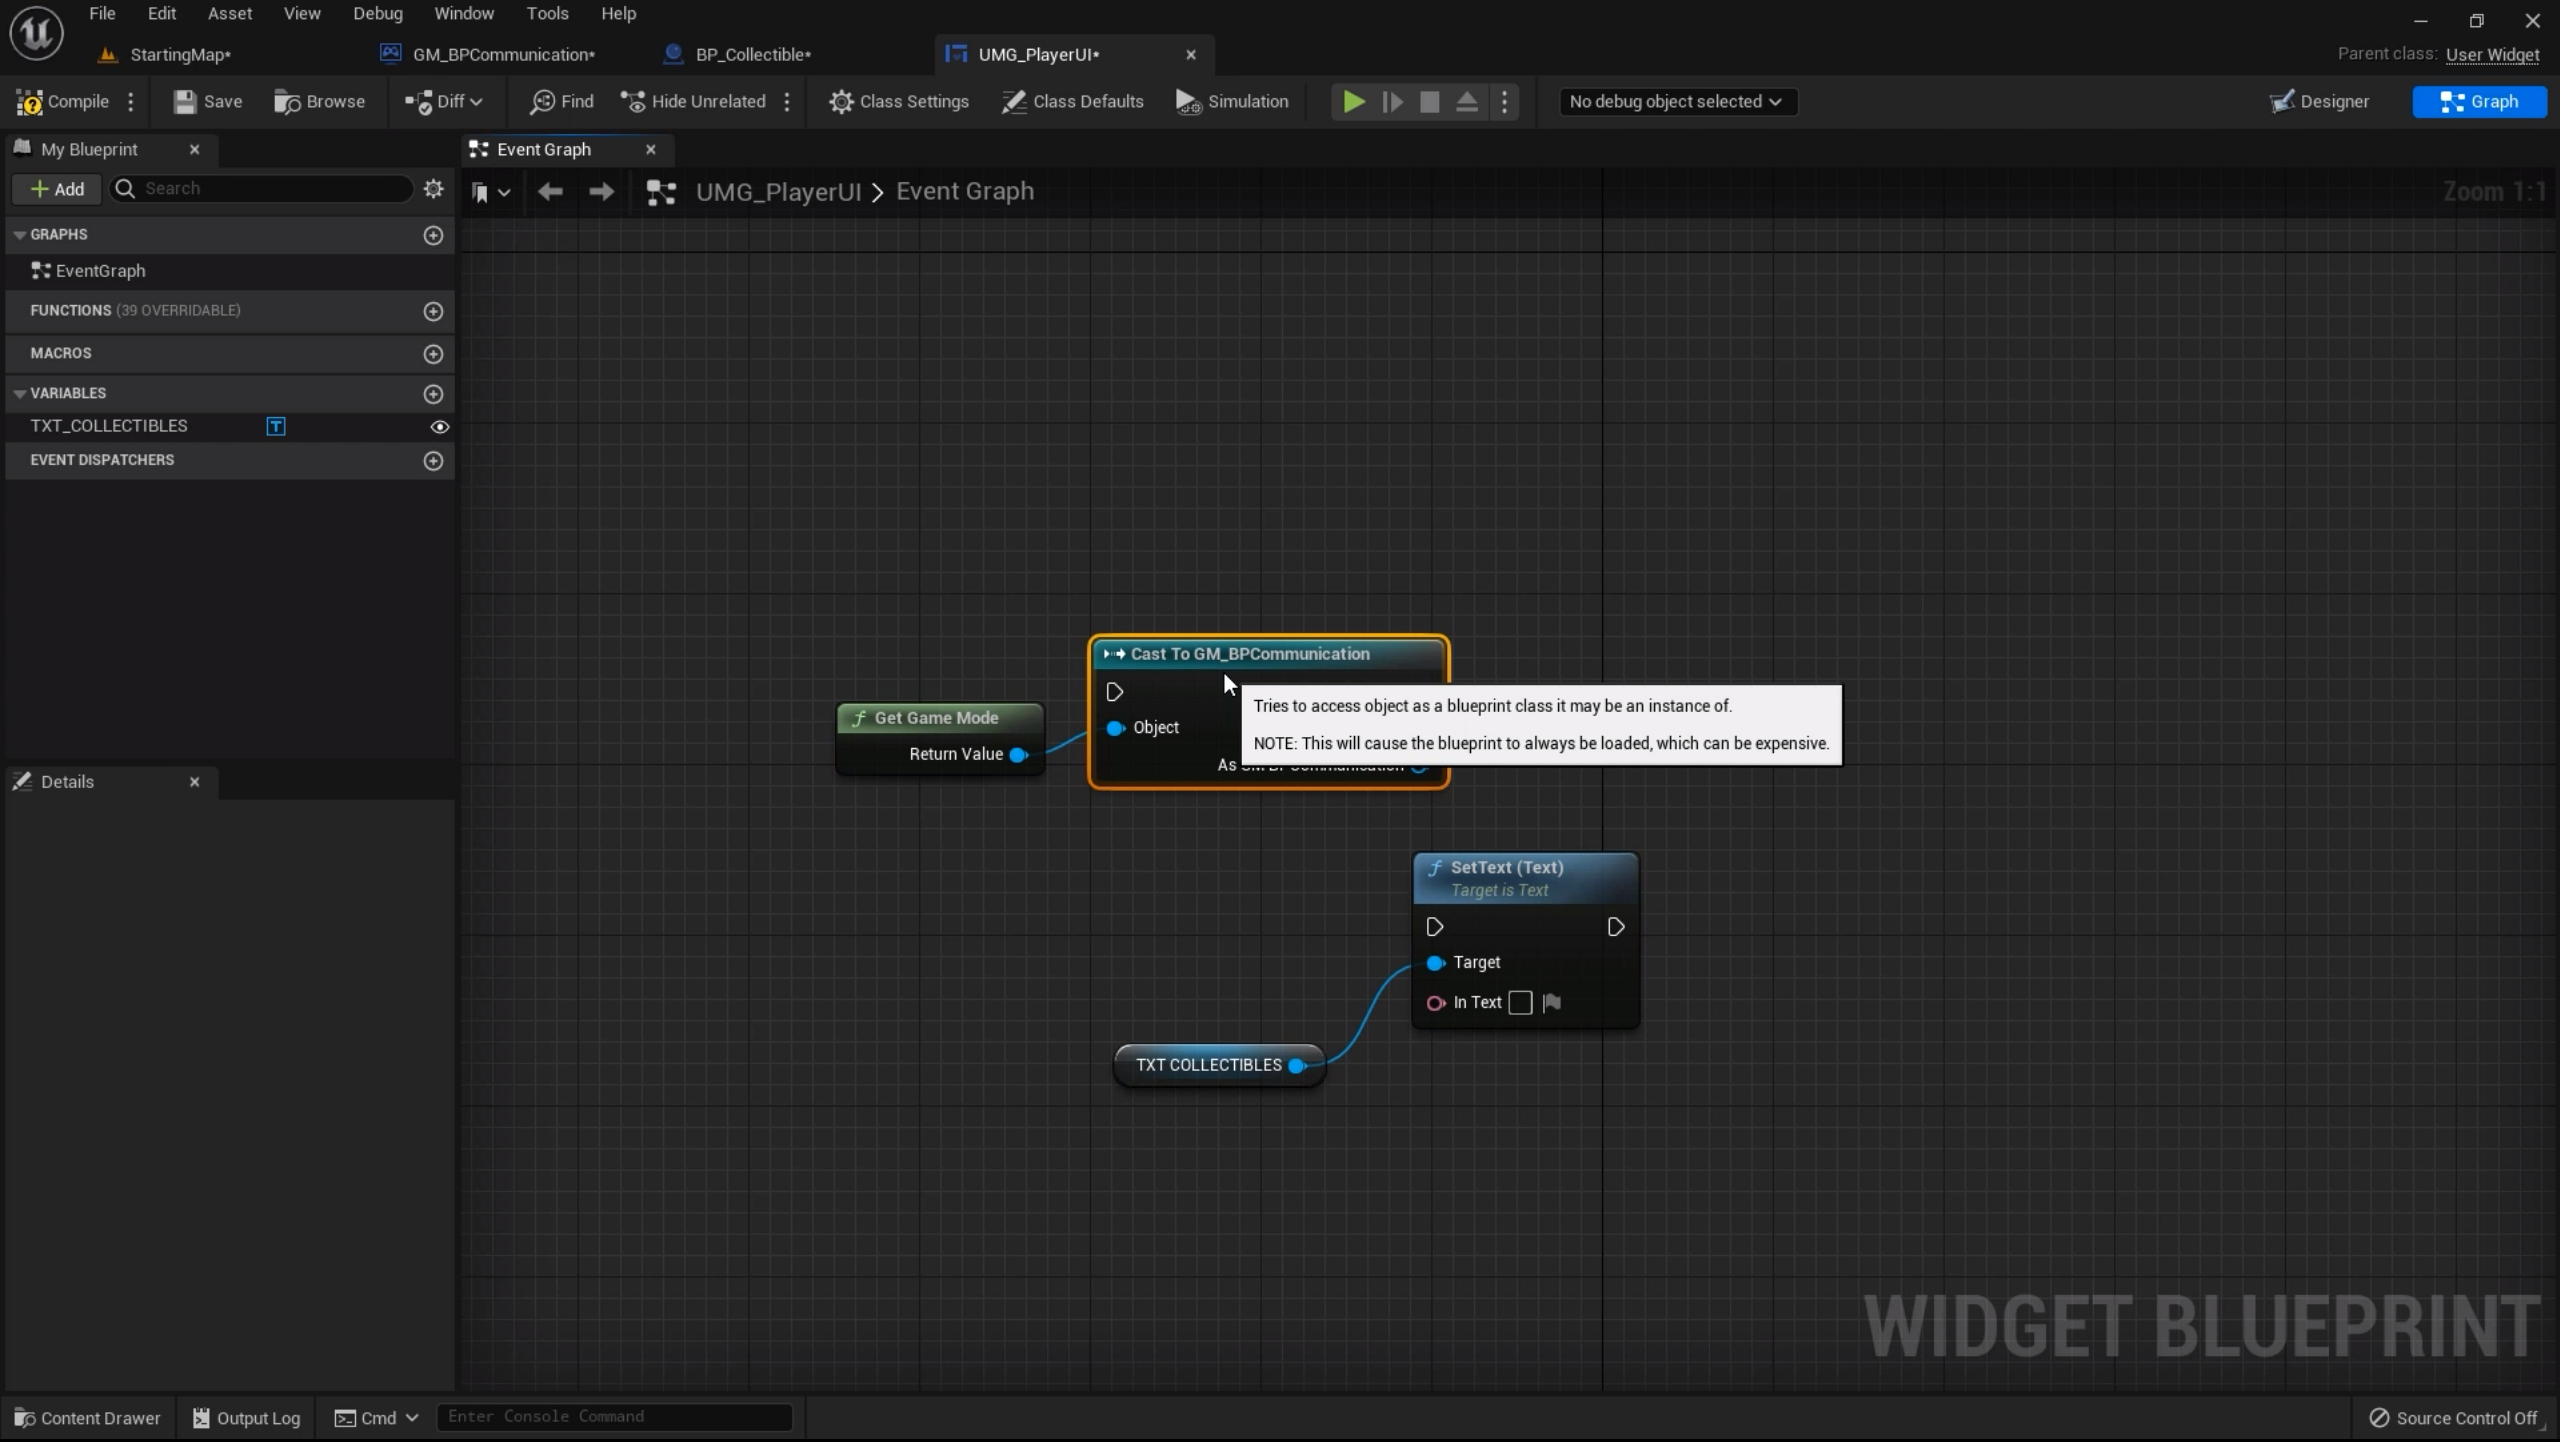 File Edit Asset View Debug Window Tools Help
StartingMap* GM_BPCommunication* BP_Collectible* UMG_PlayerUI* Parent class: User Widget
Compile Save Browse Diff Find Hide Unrelated Class Settings Class Defaults Simulation No debug object selected Designer Graph
My Blueprint Event Graph
Add Search UMG_PlayerUI > Event Graph Zoom 1:1
GRAPHS
EventGraph
FUNCTIONS (39 OVERRIDABLE)
MACROS
VARIABLES
TXT_COLLECTIBLES T
EVENT DISPATCHERS
Details
Cast To GM_BPCommunication
Object
Get Game Mode
Return Value
Tries to access object as a blueprint class it may be an instance of.
NOTE: This will cause the blueprint to always be loaded, which can be expensive.
As
SetText (Text)
Target is Text
Target
In Text
TXT COLLECTIBLES
WIDGET BLUEPRINT
Content Drawer Output Log Cmd Enter Console Command Source Control Off